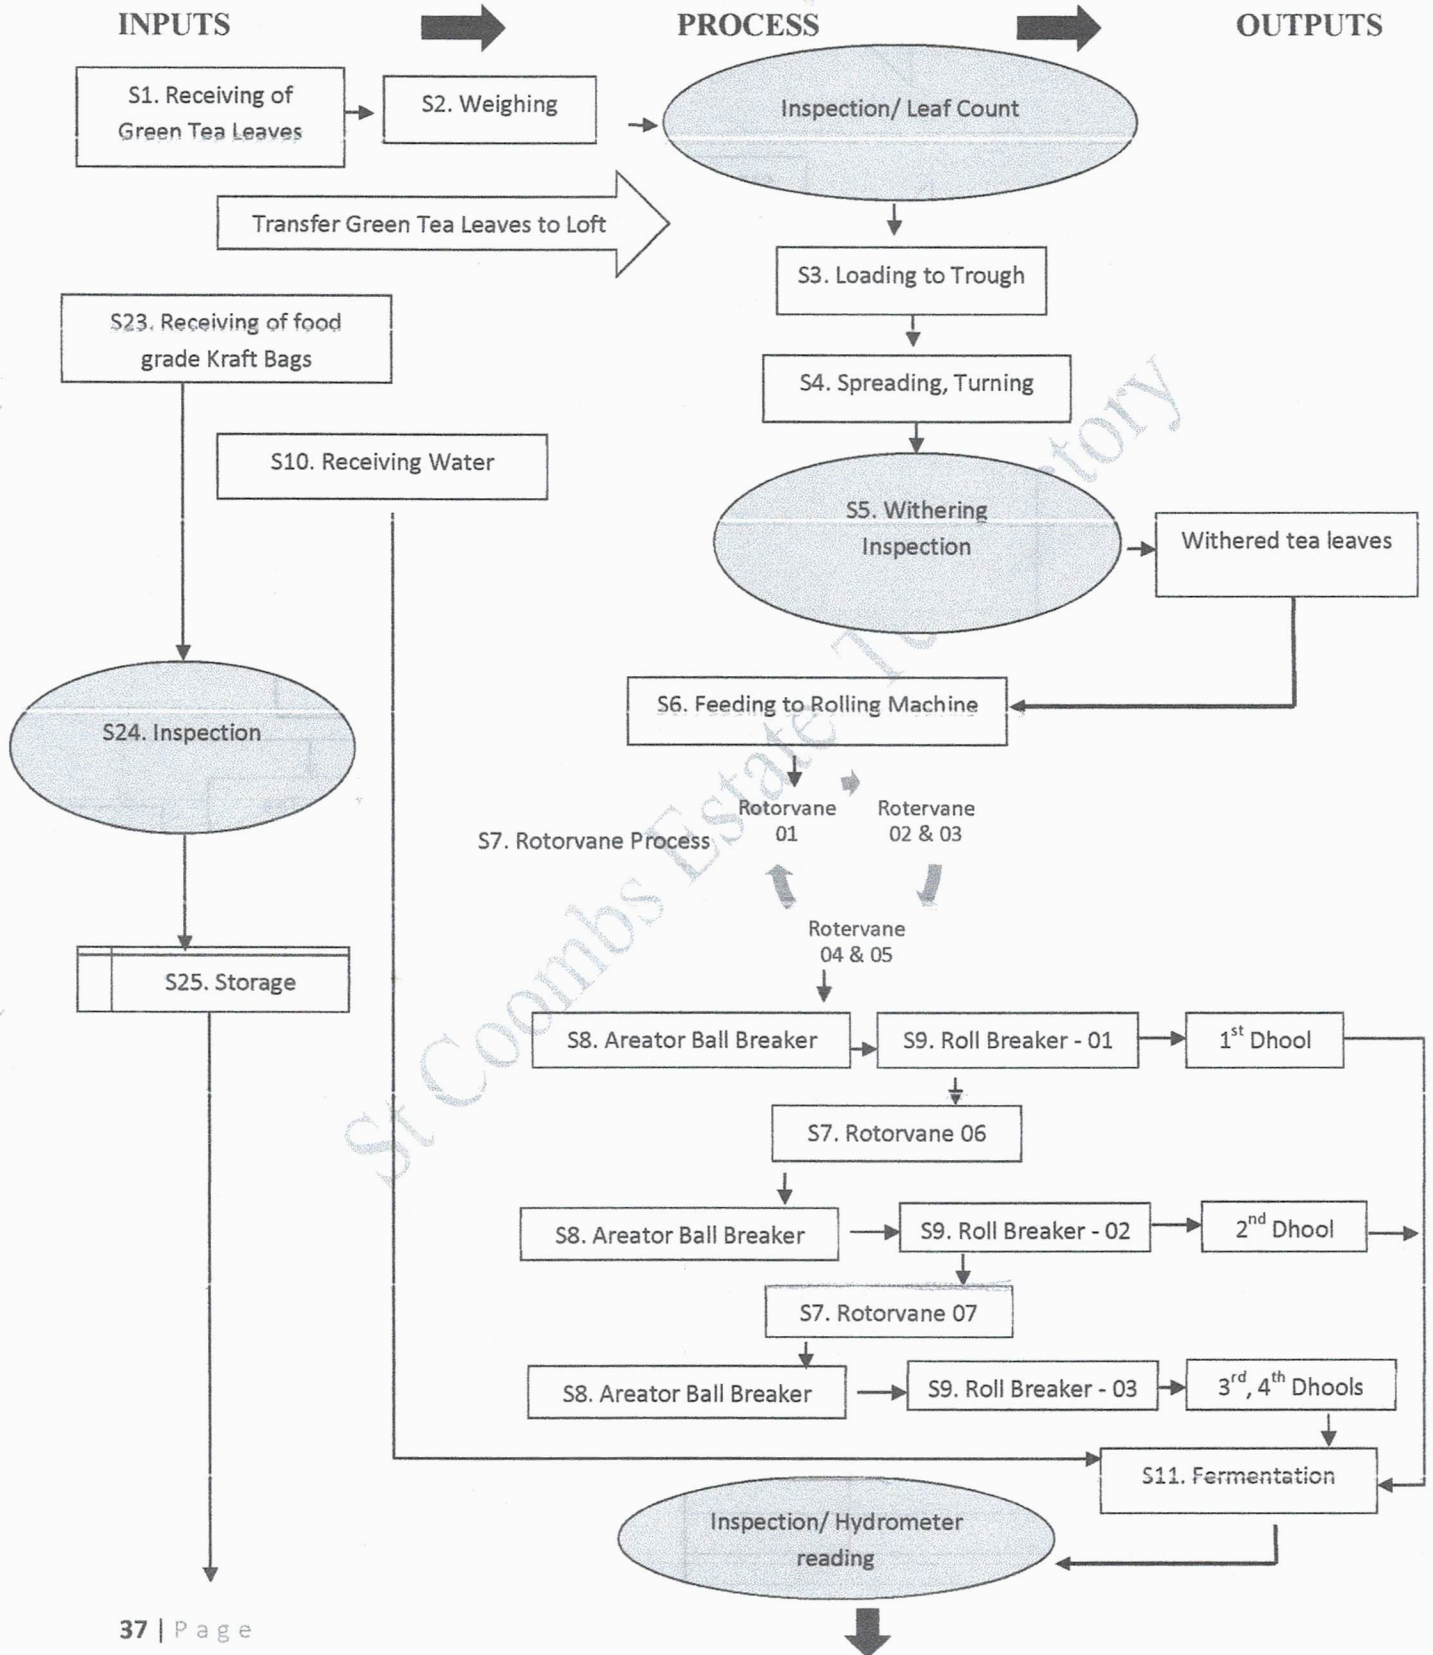 INPUTS
PROCESS
OUTPUTS
S1. Receiving of
Green Tea Leaves
S2. Weighing
Inspection/ Leaf Count
Transfer Green Tea Leaves to Loft
S3. Loading to Trough
S23. Receiving of food
grade Kraft Bags
S4. Spreading, Turning
S10. Receiving Water
S5. Withering
Inspection
Withered tea leaves
S6. Feeding to Rolling Machine
S24. Inspection
Rotorvane
01
Rotervane
02 & 03
S7. Rotorvane Process
Rotervane
04 & 05
S25. Storage
S8. Areator Ball Breaker
S9. Roll Breaker - 01
1st Dhool
S7. Rotorvane 06
S8. Areator Ball Breaker
S9. Roll Breaker - 02
2nd Dhool
S7. Rotorvane 07
S8. Areator Ball Breaker
S9. Roll Breaker - 03
3rd, 4th Dhools
S11. Fermentation
Inspection/ Hydrometer
reading
37 | Page
St Coombs Estate